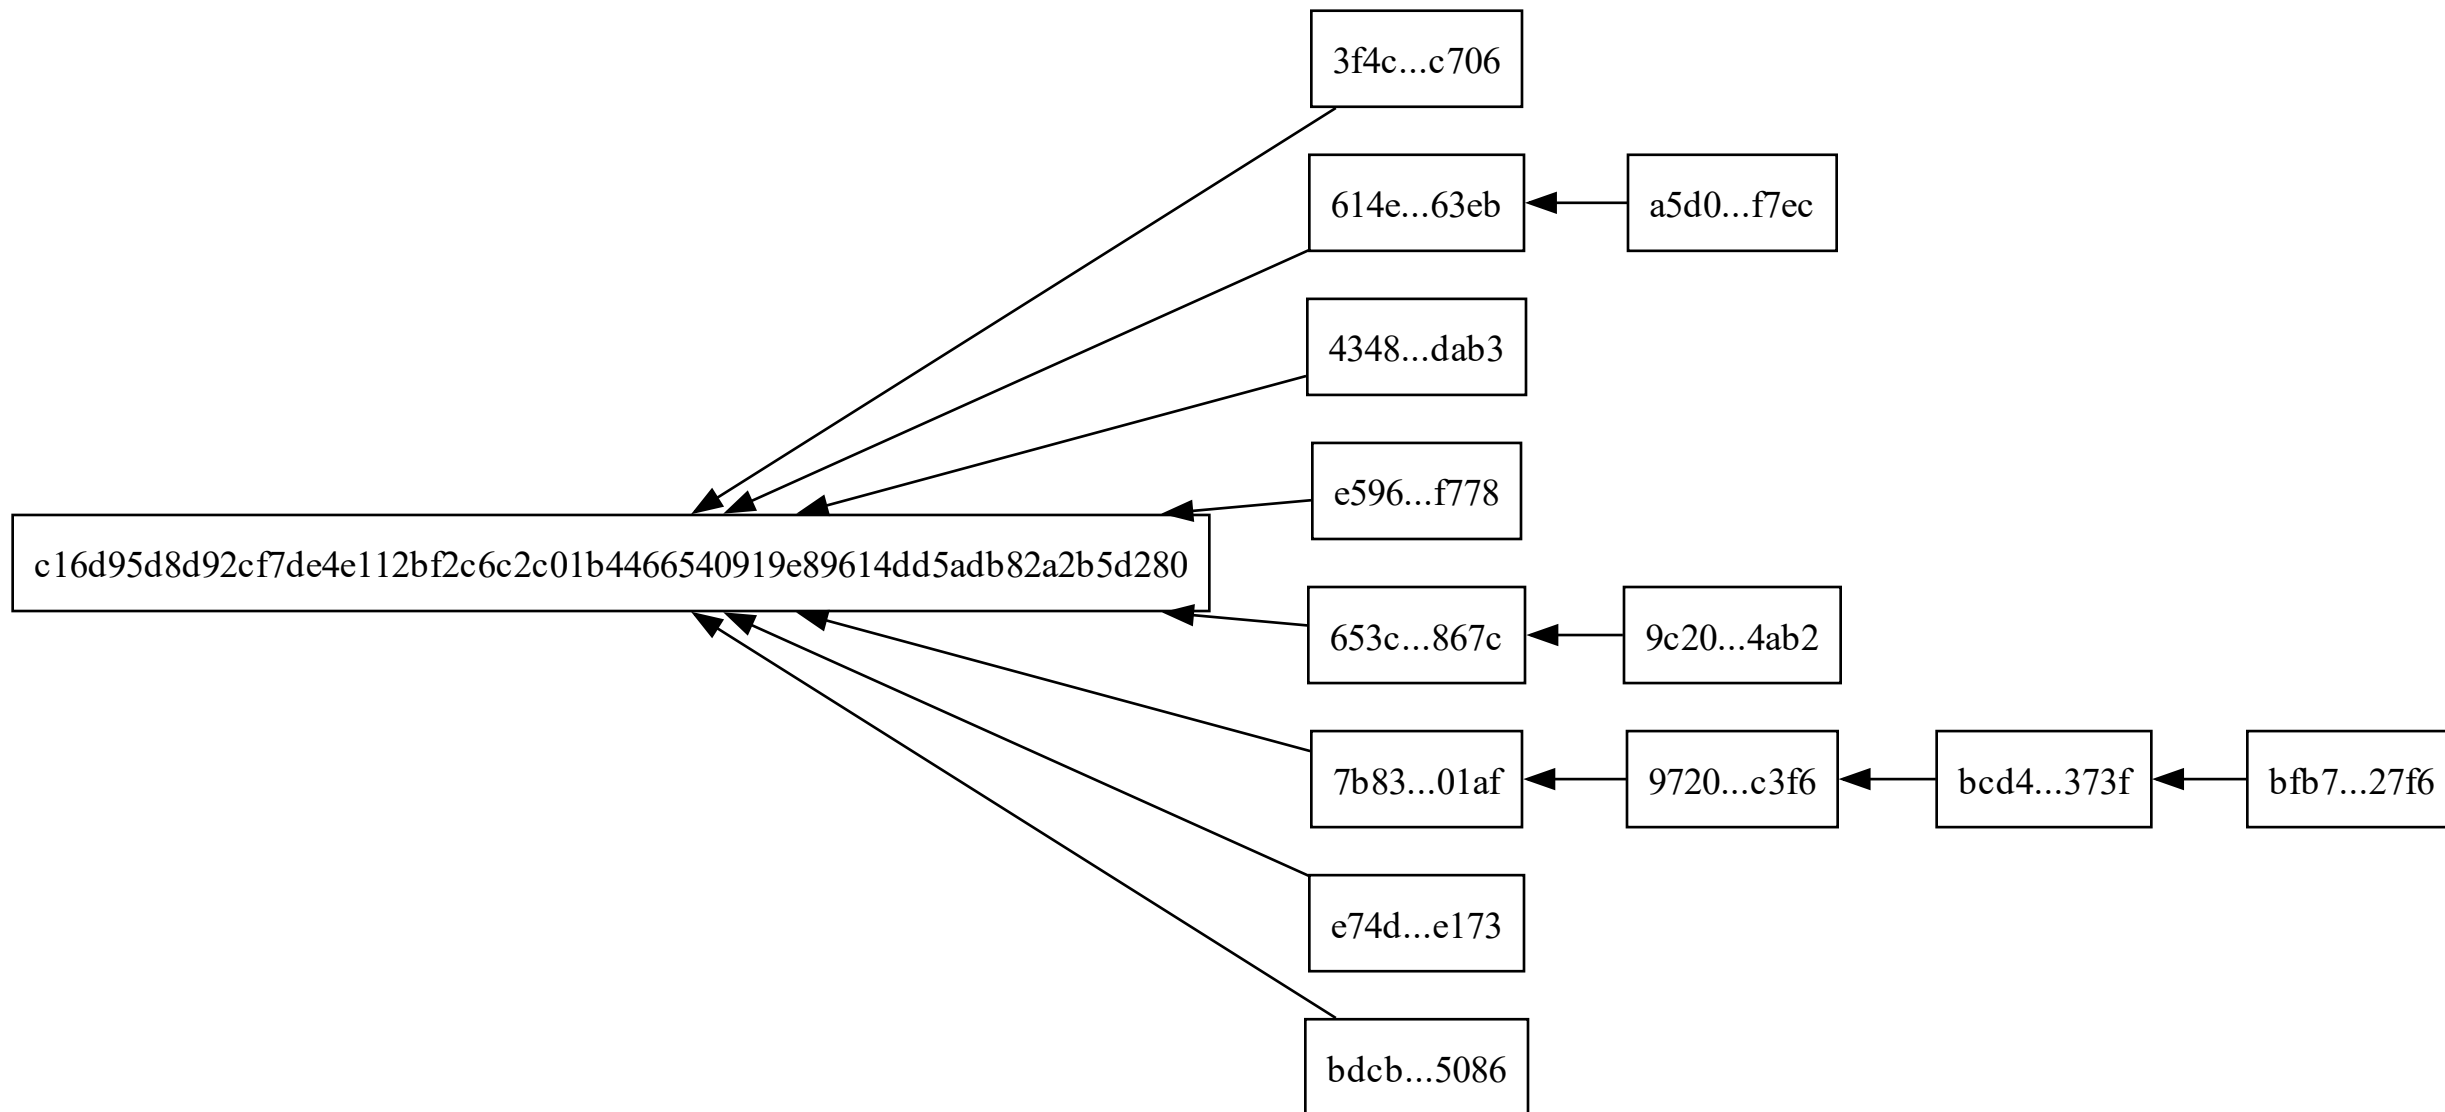 3f4c...c706
614e...63eb
a5d0...f7ec
4348...dab3
e596...f778
c16d95d8d92cf7de4e112bf2c6c2c01b4466540919e89614dd5adb82a2b5d280
653c...867c
9c20...4ab2
7b83...01af
9720...c3f6
bcd4...373f
bfb7...27f6
e74d...e173
bdcb...5086